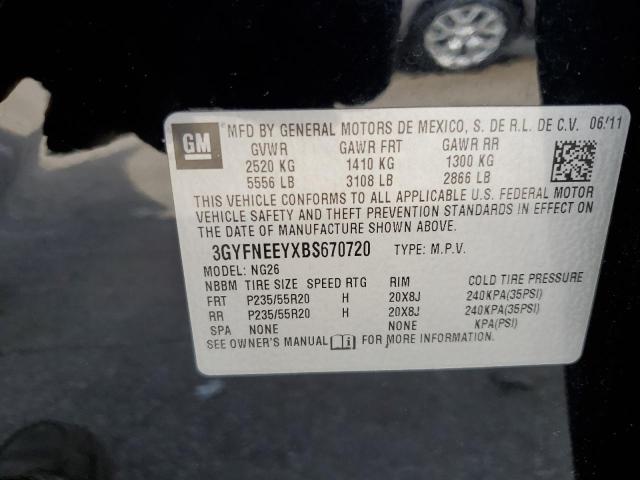 GM MFD BY GENERAL MOTORS DE MEXICO, S. DE R.L. DE C.V. 06/11
GVWR GAWR FRT GAWR RR
2520 KG 1410 KG 1300 KG
5556 LB 3108 LB 2866 LB
THIS VEHICLE CONFORMS TO ALL APPLICABLE U.S. FEDERAL MOTOR
VEHICLE SAFETY AND THEFT PREVENTION STANDARDS IN EFFECT ON
THE DATE OF MANUFACTURE SHOWN ABOVE.
3GYFNEEYXBS670720 TYPE: M.P.V.
MODEL: NG26
NBBM TIRE SIZE SPEED RTG RIM COLD TIRE PRESSURE
FRT P235/55R20 H 20X8J 240KPA(35PSI)
RR P235/55R20 H 20X8J 240KPA(35PSI)
SPA NONE NONE KPA(PSI)
SEE OWNER'S MANUAL FOR MORE INFORMATION.